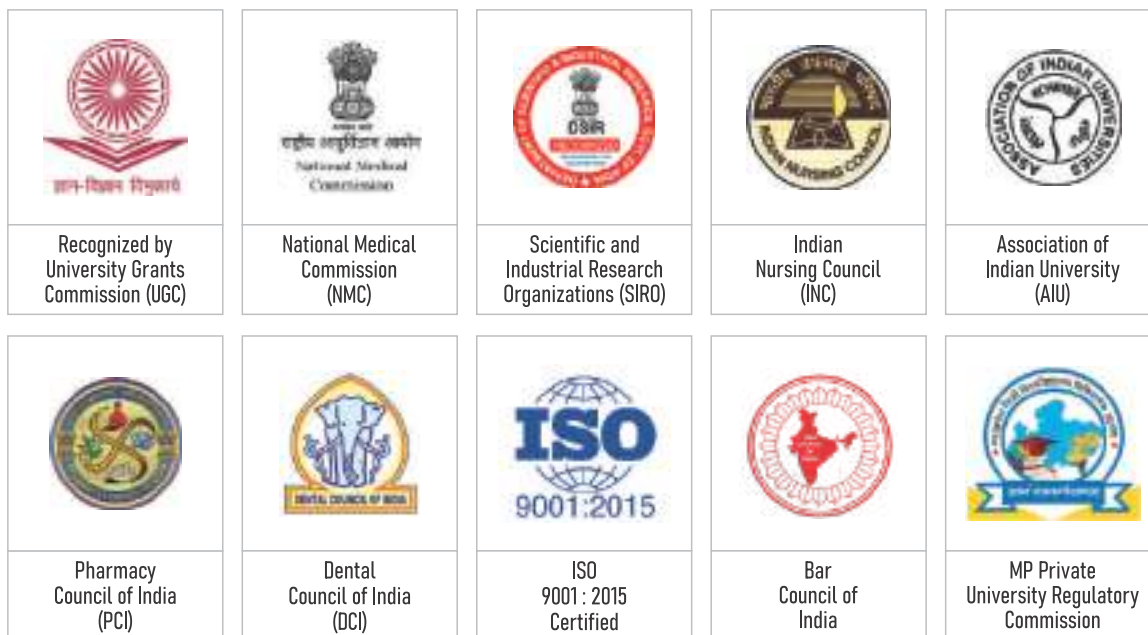 ज्ञान-विज्ञान विमुक्तये
राष्ट्रीय आयुर्विज्ञान आयोग
National Medical
Commission
DSIR
INDIAN NURSING COUNCIL
ASSOCIATION OF INDIAN UNIVERSITIES
Recognized by
University Grants
Commission (UGC)
National Medical
Commission
(NMC)
Scientific and
Industrial Research
Organizations (SIRO)
Indian
Nursing Council
(INC)
Association of
Indian University
(AIU)
DENTAL COUNCIL OF INDIA
ISO
9001:2015
Pharmacy
Council of India
(PCI)
Dental
Council of India
(DCI)
ISO
9001 : 2015
Certified
Bar
Council of
India
MP Private
University Regulatory
Commission